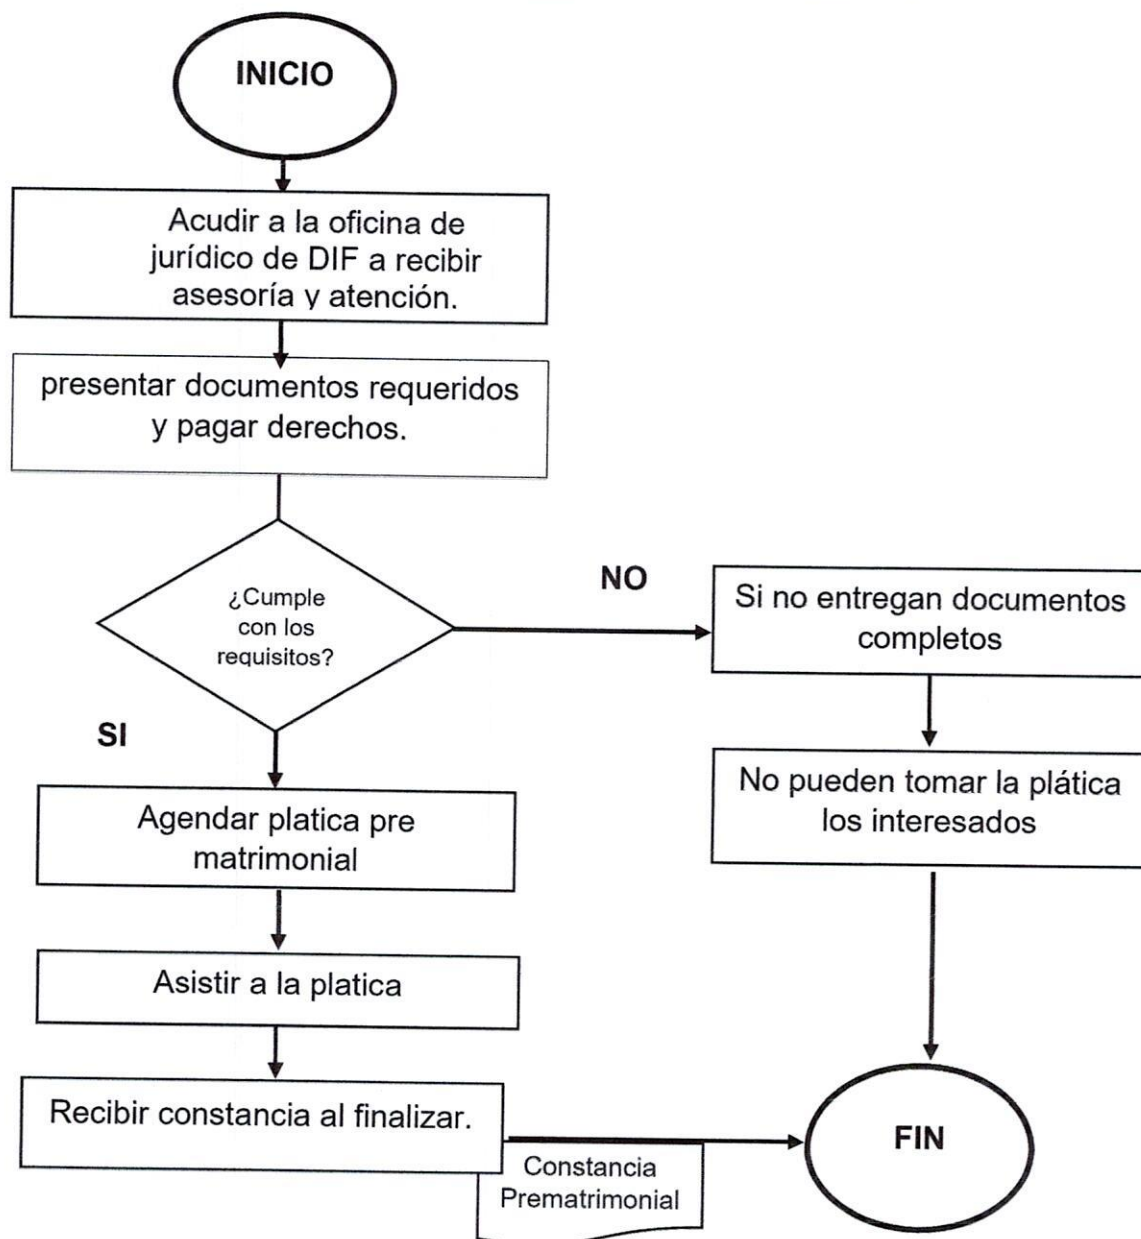 INICIO
Acudir a la oficina de
jurídico de DIF a recibir
asesoría y atención.
presentar documentos requeridos
y pagar derechos.
¿Cumple
con los
requisitos?
NO
Si no entregan documentos
completos
SI
No pueden tomar la plática
los interesados
Agendar platica pre
matrimonial
Asistir a la platica
Recibir constancia al finalizar.
FIN
Constancia
Prematrimonial